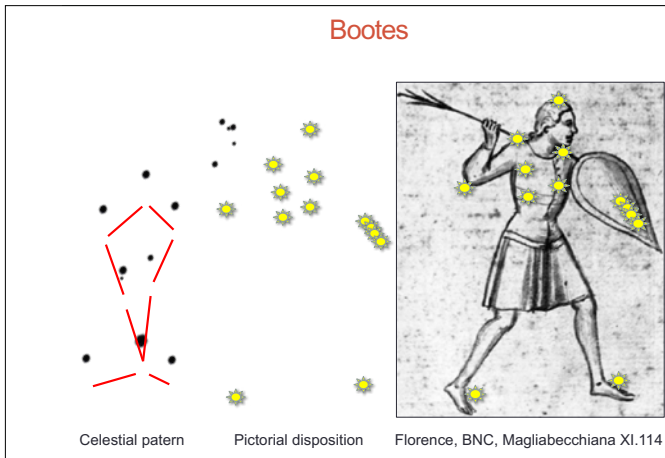 Bootes
Celestial patern
Pictorial disposition
Florence, BNC, Magliabecchiana XI.114